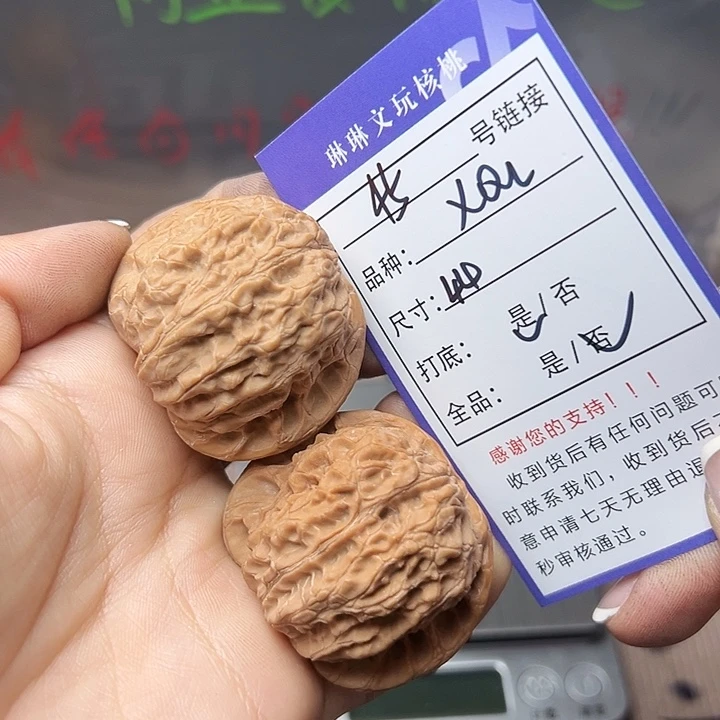 琳琳文玩核桃
号链接
品种：
尺寸：44
打底：是/否
全品：是/否
感谢您的支持！！！
收到货后有任何问题可
时联系我们，收到货后
意申请七天无理由退
秒审核通过。